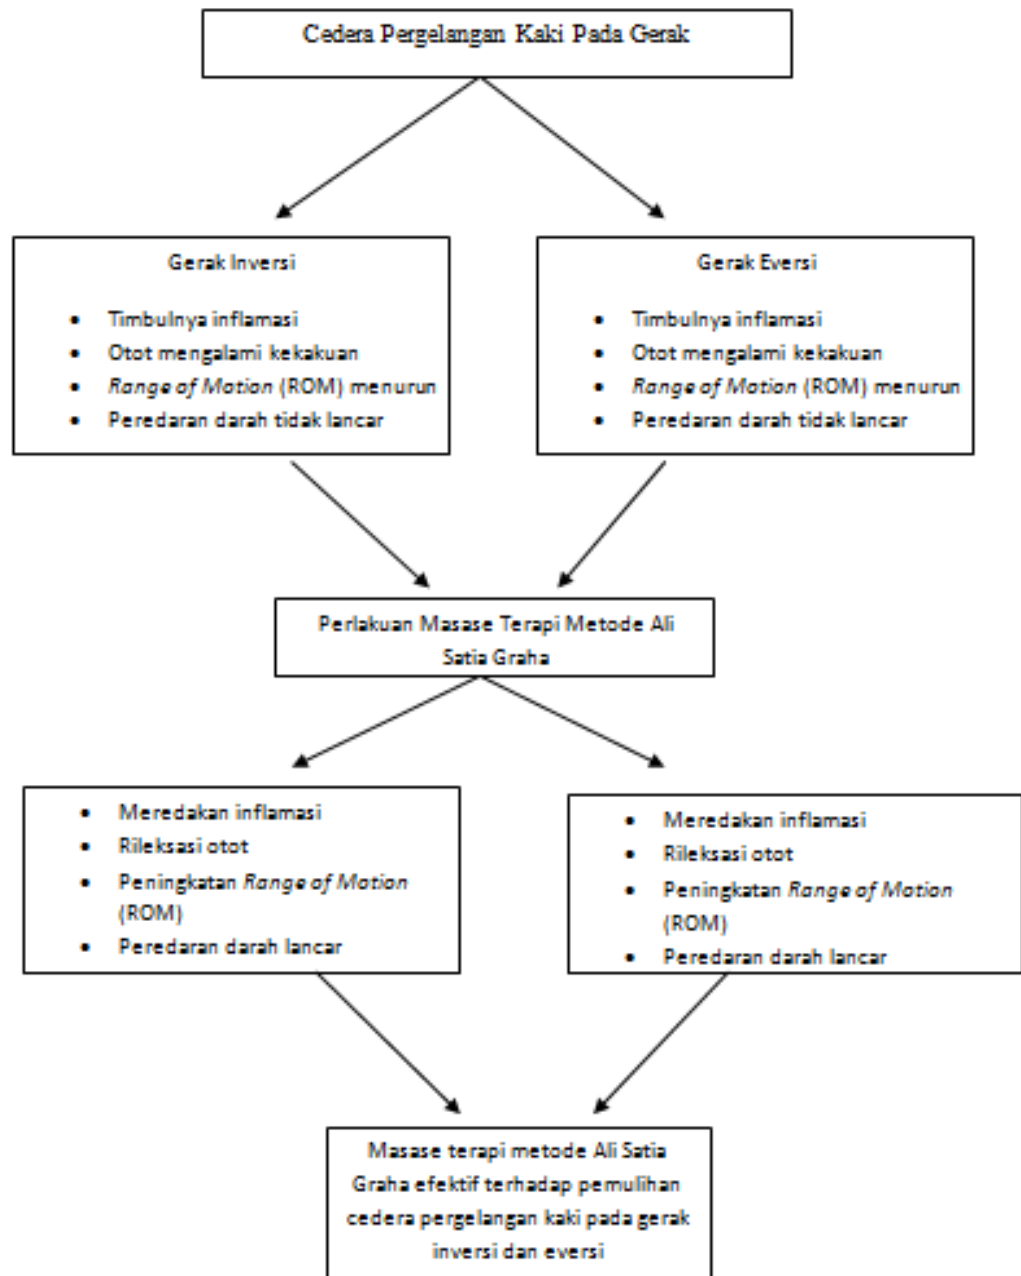 Cedera Pergelangan Kaki Pada Gerak
Gerak Inversi
• Timbulnya inflamasi
• Otot mengalami kekakuan
• Range of Motion (ROM) menurun
• Peredaran darah tidak lancar
Gerak Eversi
• Timbulnya inflamasi
• Otot mengalami kekakuan
• Range of Motion (ROM) menurun
• Peredaran darah tidak lancar
Perlakuan Masase Terapi Metode Ali
Satia Graha
• Meredakan inflamasi
• Rileksasi otot
• Peningkatan Range of Motion
(ROM)
• Peredaran darah lancar
• Meredakan inflamasi
• Rileksasi otot
• Peningkatan Range of Motion
(ROM)
• Peredaran darah lancar
Masase terapi metode Ali Satia
Graha efektif terhadap pemulihan
cedera pergelangan kaki pada gerak
inversi dan eversi